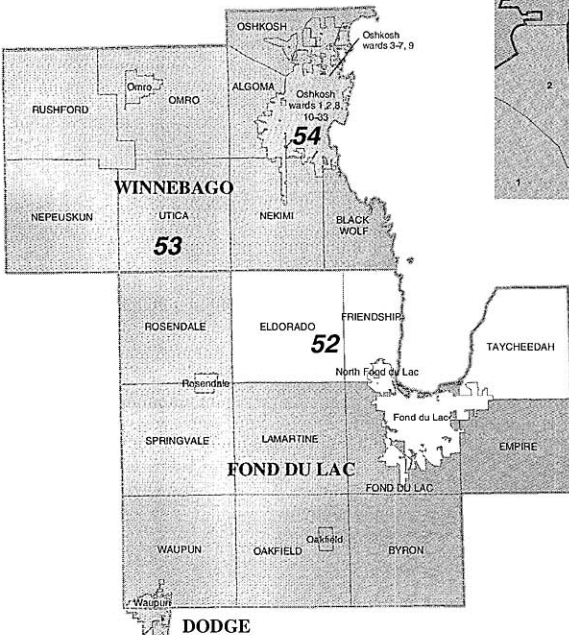 OSHKOSH
Oshkosh
wards 3-7, 9
2
Omro
RUSHFORD
OMRO
ALGOMA
Oshkosh
wards 1,2,8,
10-33
54
1
WINNEBAGO
NEPEUSKUN
UTICA
NEKIMI
BLACK
WOLF
53
ROSENDALE
ELDORADO
FRIENDSHIP
52
TAYCHEEDAH
North Fond du Lac
Rosendale
Fond du Lac
SPRINGVALE
LAMARTINE
EMPIRE
FOND DU LAC
FOND DU LAC
WAUPUN
OAKFIELD
Oakfield
BYRON
Waupun
DODGE